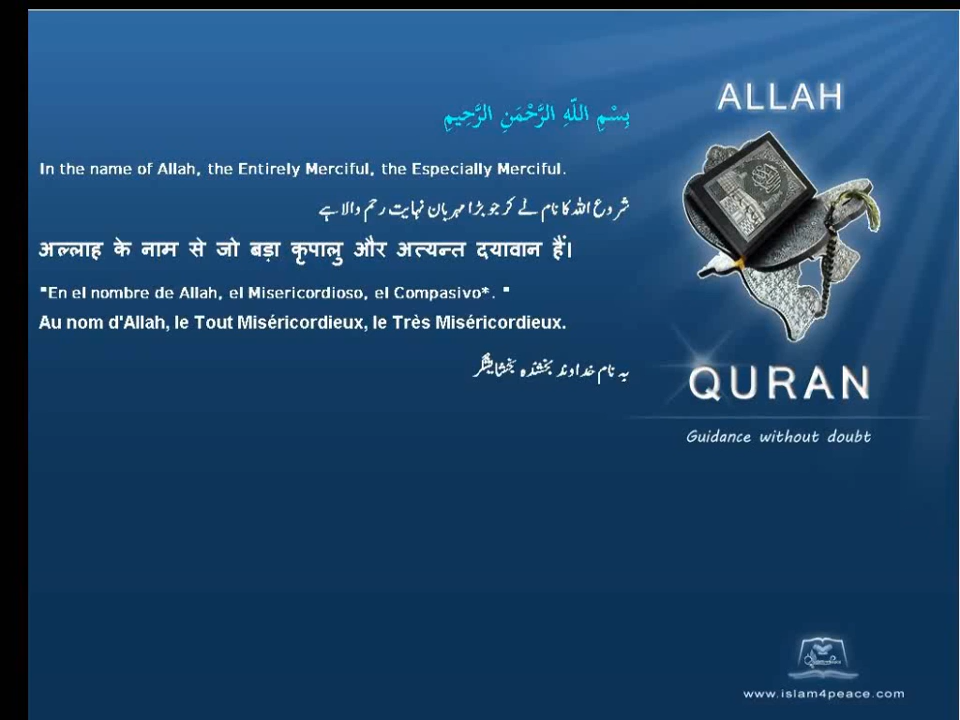 بِسْمِ اللَّهِ الرَّحْمَنِ الرَّحِيمِ
In the name of Allah, the Entirely Merciful, the Especially Merciful.
شروع الله کا نام لے کر جو بڑا مہربان نہایت رحم والا ہے
अल्लाह के नाम से जो बड़ा कृपालु और अत्यन्त दयावान हैं।
"En el nombre de Allah, el Misericordioso, el Compasivo*. "
Au nom d'Allah, le Tout Miséricordieux, le Très Miséricordieux.
به نام خداوند بخشنده بخشایشگر
ALLAH
QURAN
Guidance without doubt
www.islam4peace.com